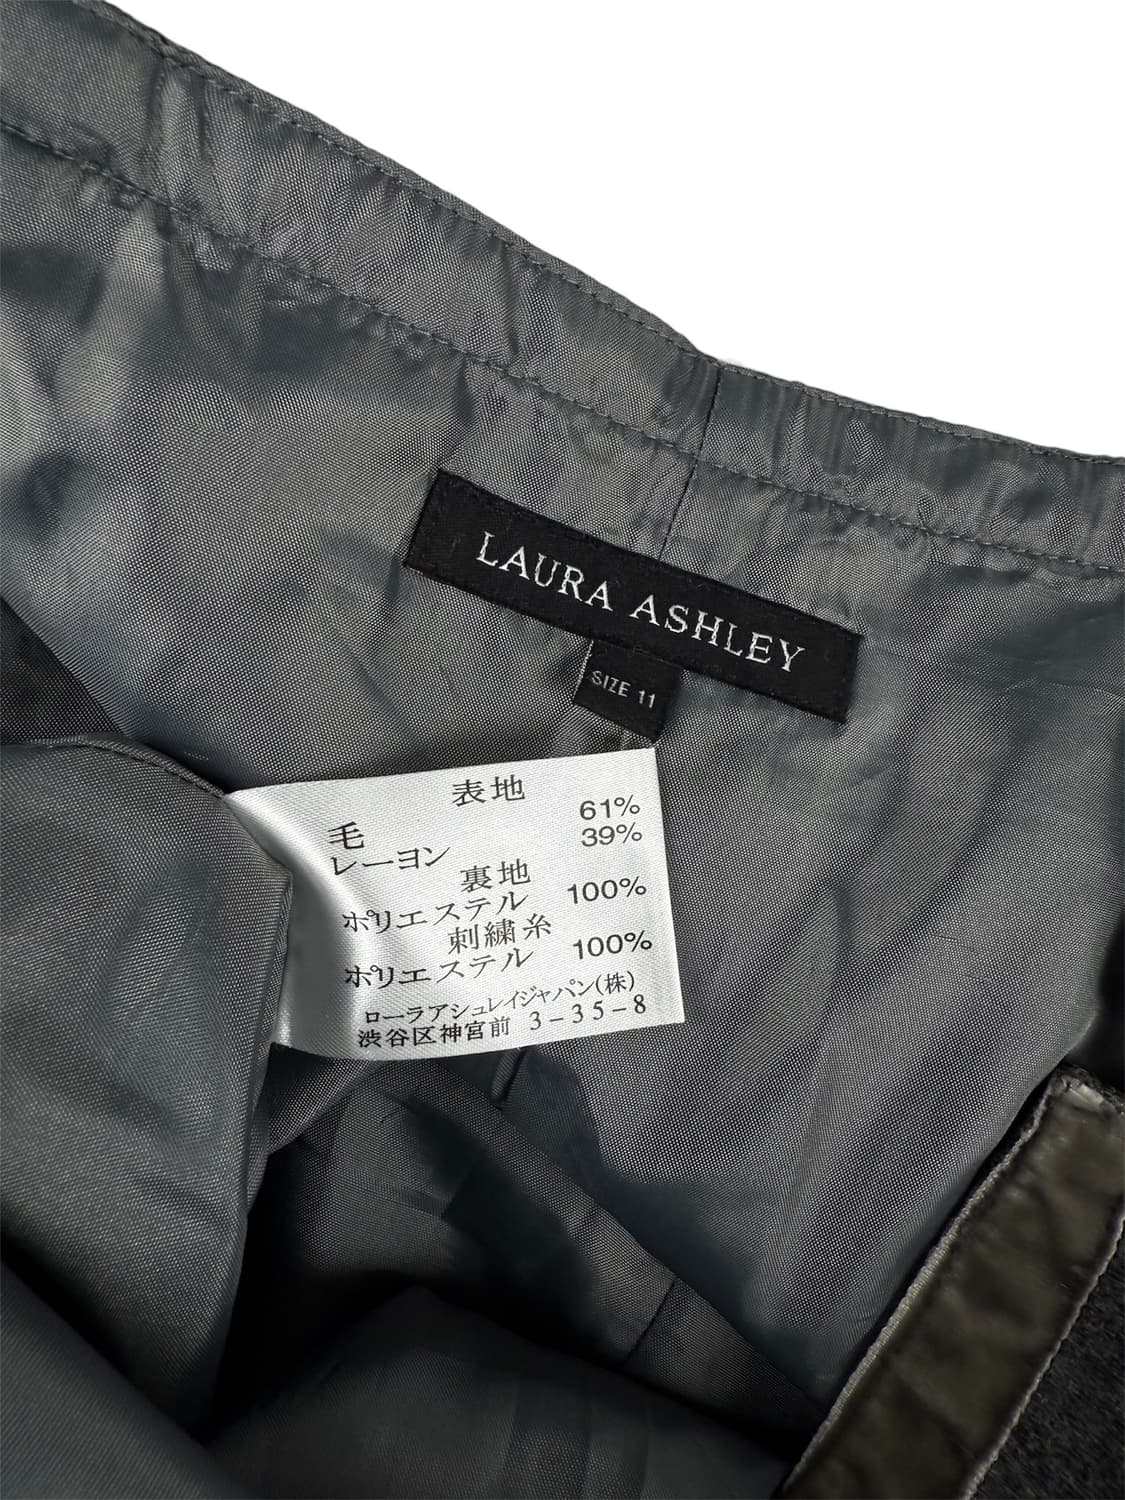 LAURA ASHLEY
SIZE 11
表地
毛 61%
レーヨン 39%
裏地
ポリエステル 100%
刺繍糸
ポリエステル 100%
ローラアシュレイジャパン(株)
渋谷区神宮前 3-35-8